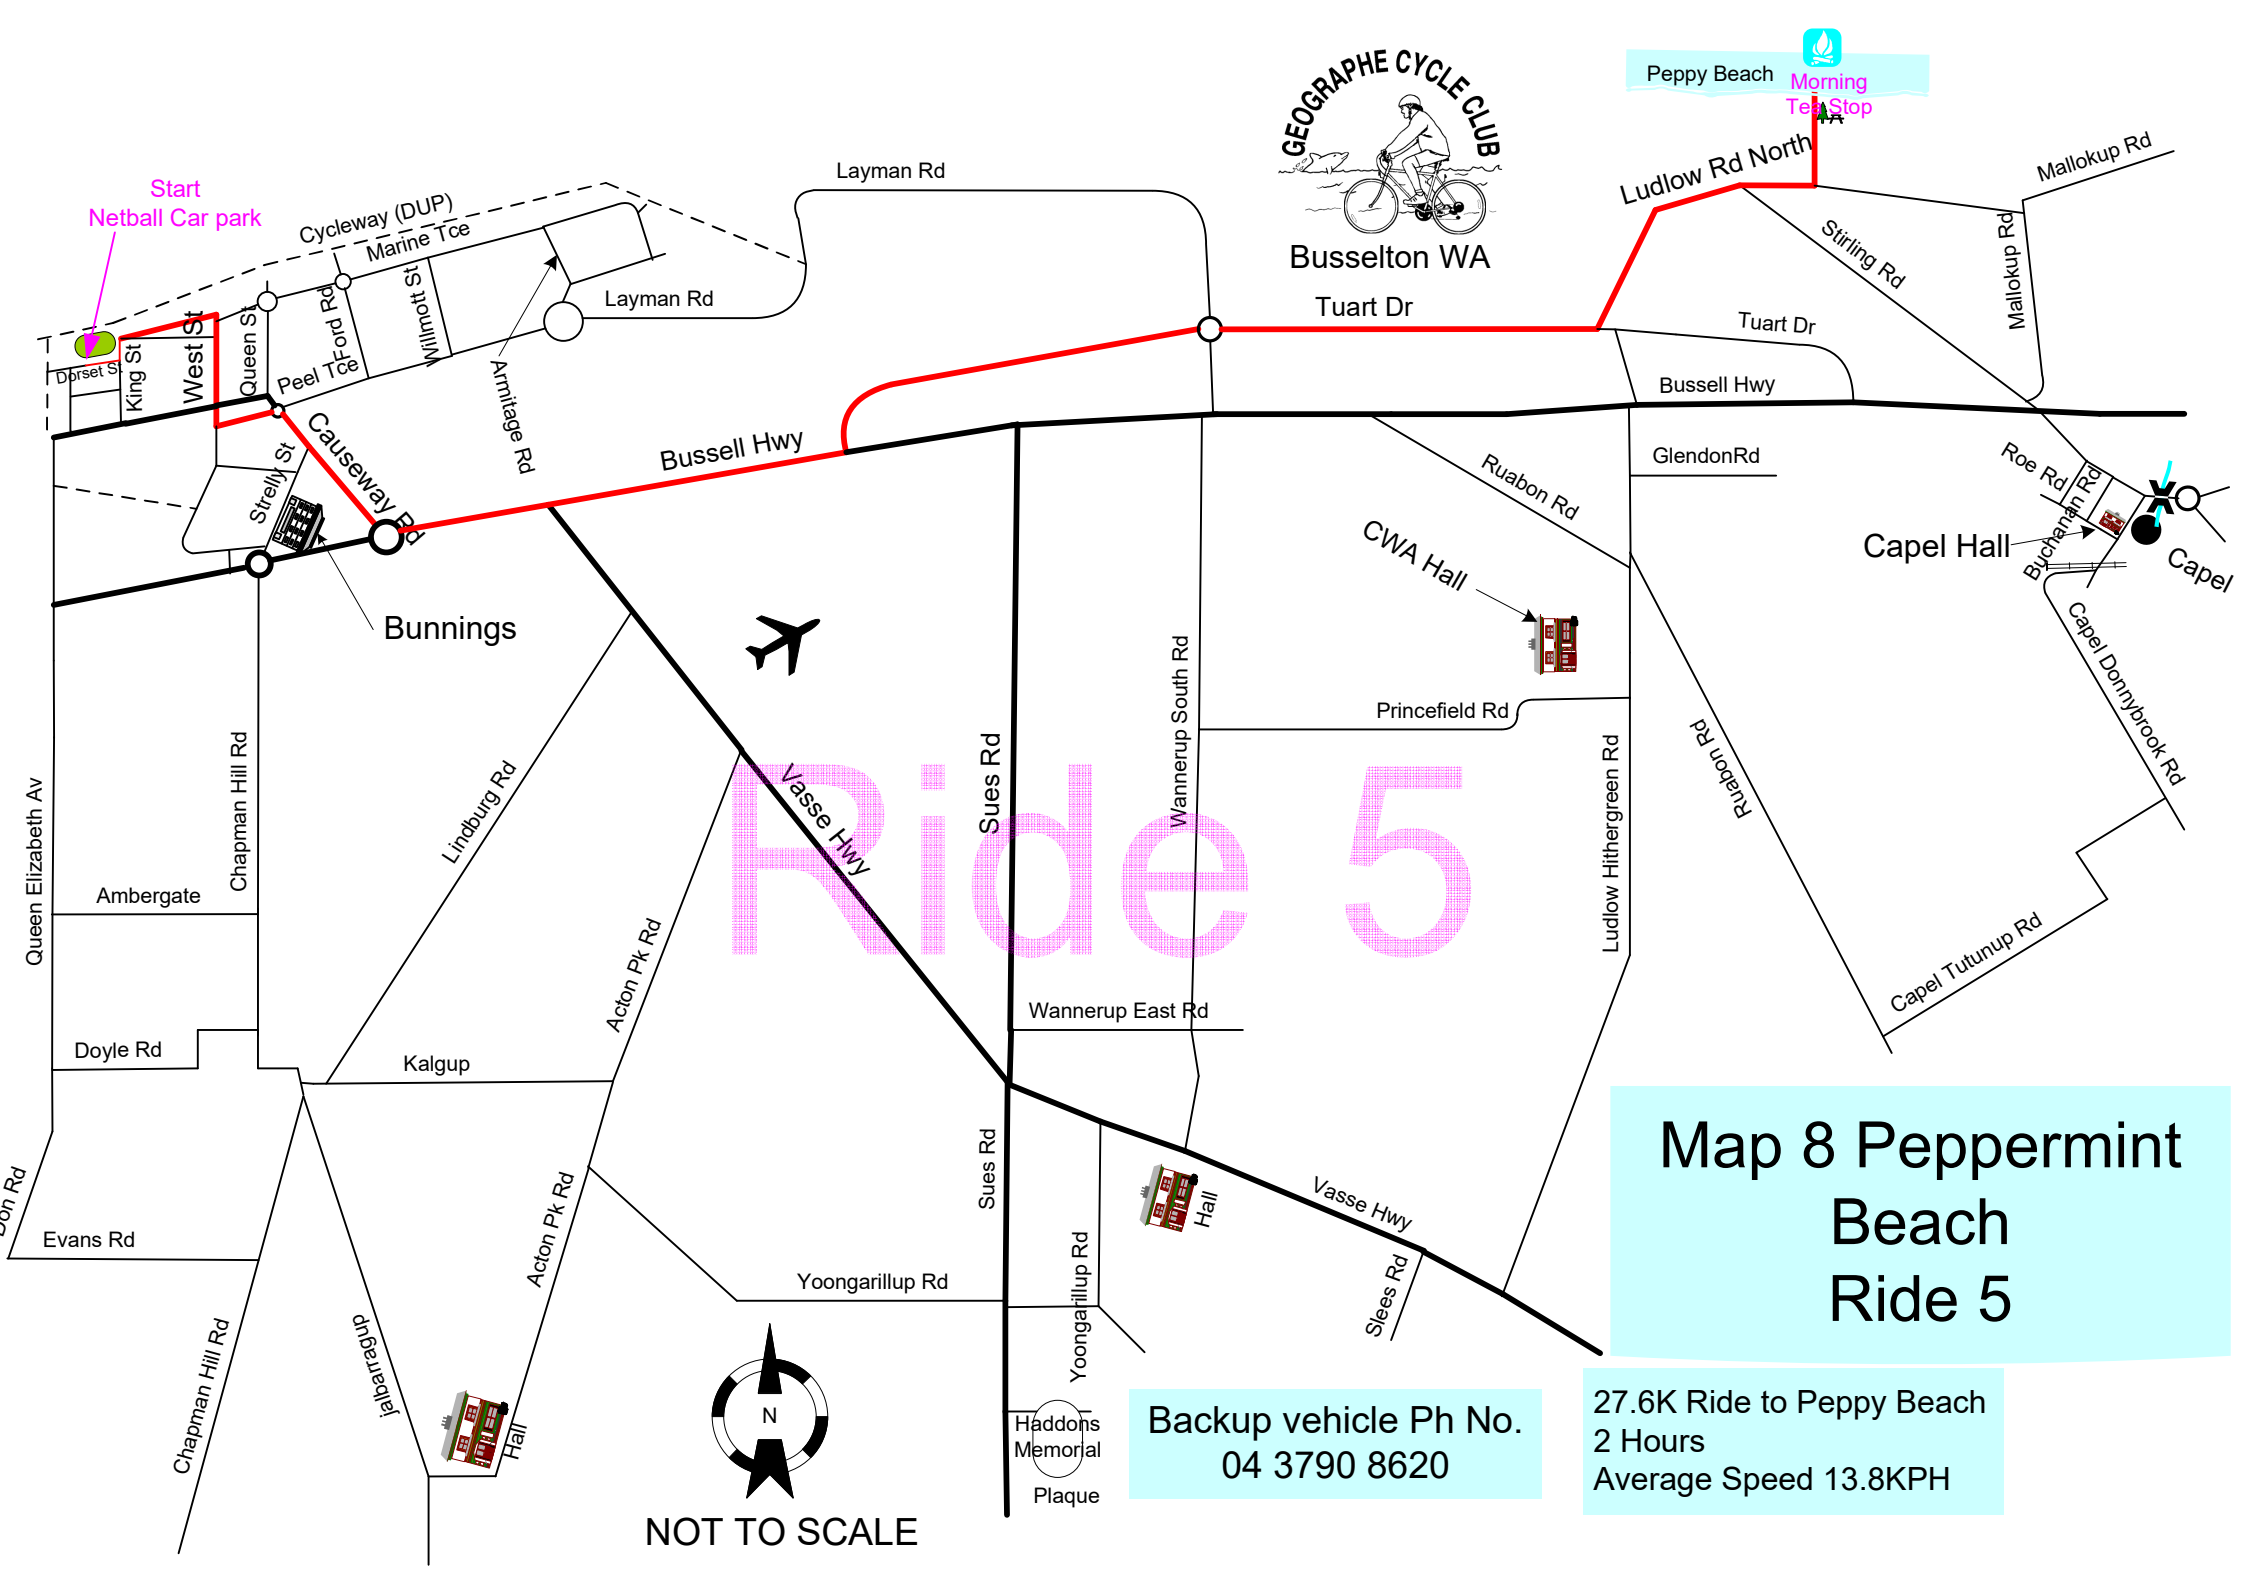 GEOGRAPHE CYCLE CLUB
Busselton WA
Peppy Beach
Morning
Tea Stop
Ludlow Rd North
Mallokup Rd
Mallokup Rd
Stirling Rd
Start
Netball Car park
Cycleway (DUP)
Marine Tce
Layman Rd
Layman Rd
Tuart Dr
Tuart Dr
Dorset St
King St
West St
Queen St
Ford Rd
Willmott St
Peel Tce
Armitage Rd
Causeway Rd
Strelly St
Bussell Hwy
Bussell Hwy
GlendonRd
Ruabon Rd
Roe Rd
Buchanan Rd
Capel Hall
Capel
CWA Hall
Bunnings
Capel Donnybrook Rd
Princefield Rd
Wannerup South Rd
Sues Rd
Vasse Hwy
Ride 5
Ludlow Hithergreen Rd
Ruabon Rd
Queen Elizabeth Av
Chapman Hill Rd
Lindburg Rd
Ambergate
Acton Pk Rd
Capel Tutunup Rd
Wannerup East Rd
Doyle Rd
Kalgup
Don Rd
Evans Rd
Acton Pk Rd
Sues Rd
Hall
Vasse Hwy
Yoongarillup Rd
Yoongarillup Rd
Slees Rd
Chapman Hill Rd
jalbarragup
Hall
N
NOT TO SCALE
Haddons
Memorial
Plaque
Map 8 Peppermint
Beach
Ride 5
Backup vehicle Ph No.
04 3790 8620
27.6K Ride to Peppy Beach
2 Hours
Average Speed 13.8KPH